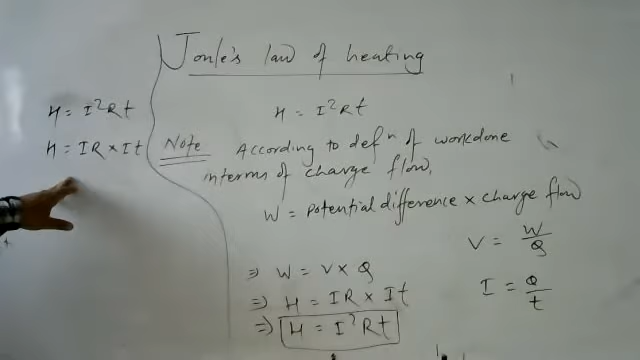 Joule's law of heating
H = I²Rt
H = IR × It
H = I²Rt
Note According to defⁿ of workdone
interms of charge flow,
W = potential difference × charge flow
V = W/Q
⇒ W = V × Q
I = Q/t
⇒ H = IR × It
⇒ H = I²Rt